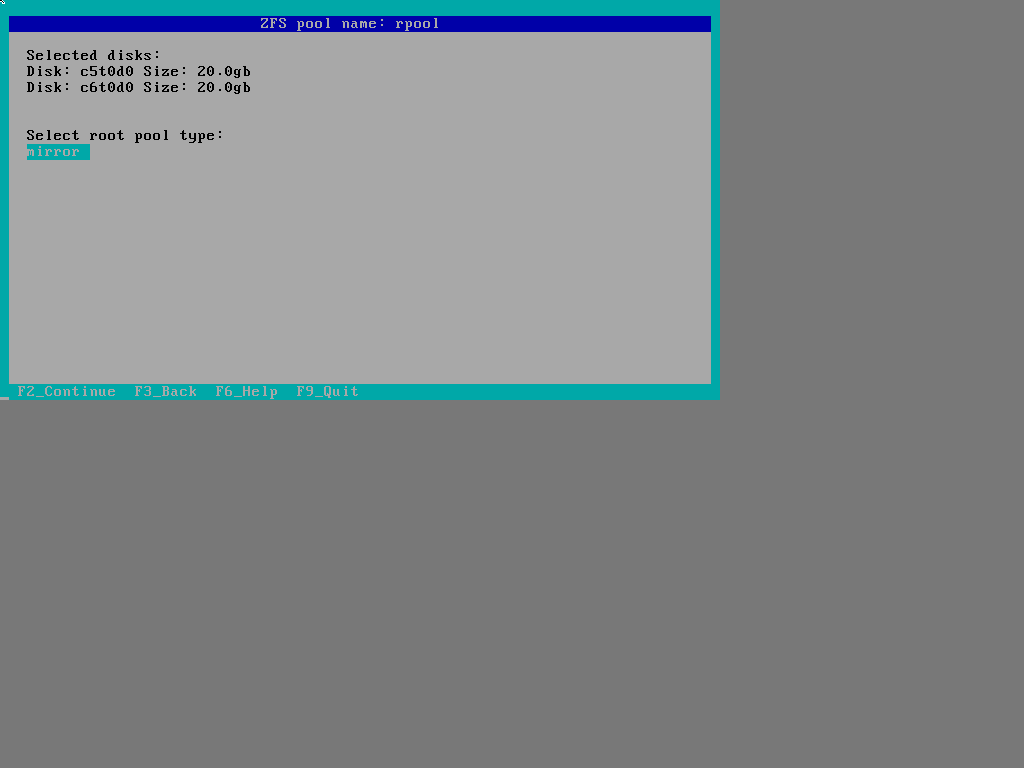 ZFS pool name: rpool
Selected disks:
Disk: c5t0d0 Size: 20.0gb
Disk: c6t0d0 Size: 20.0gb
Select root pool type:
mirror
F2_Continue F3_Back F6_Help F9_Quit